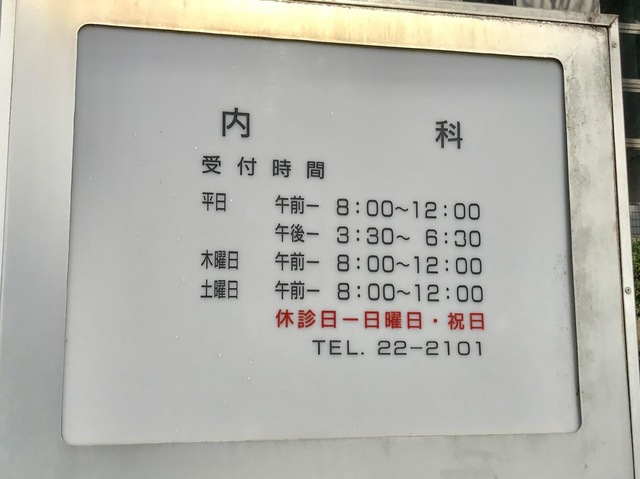 内 科
受付時間
平日 午前ー 8:00～12:00
午後ー 3:30～ 6:30
木曜日 午前ー 8:00～12:00
土曜日 午前ー 8:00～12:00
休診日ー日曜日・祝日
TEL. 22-2101